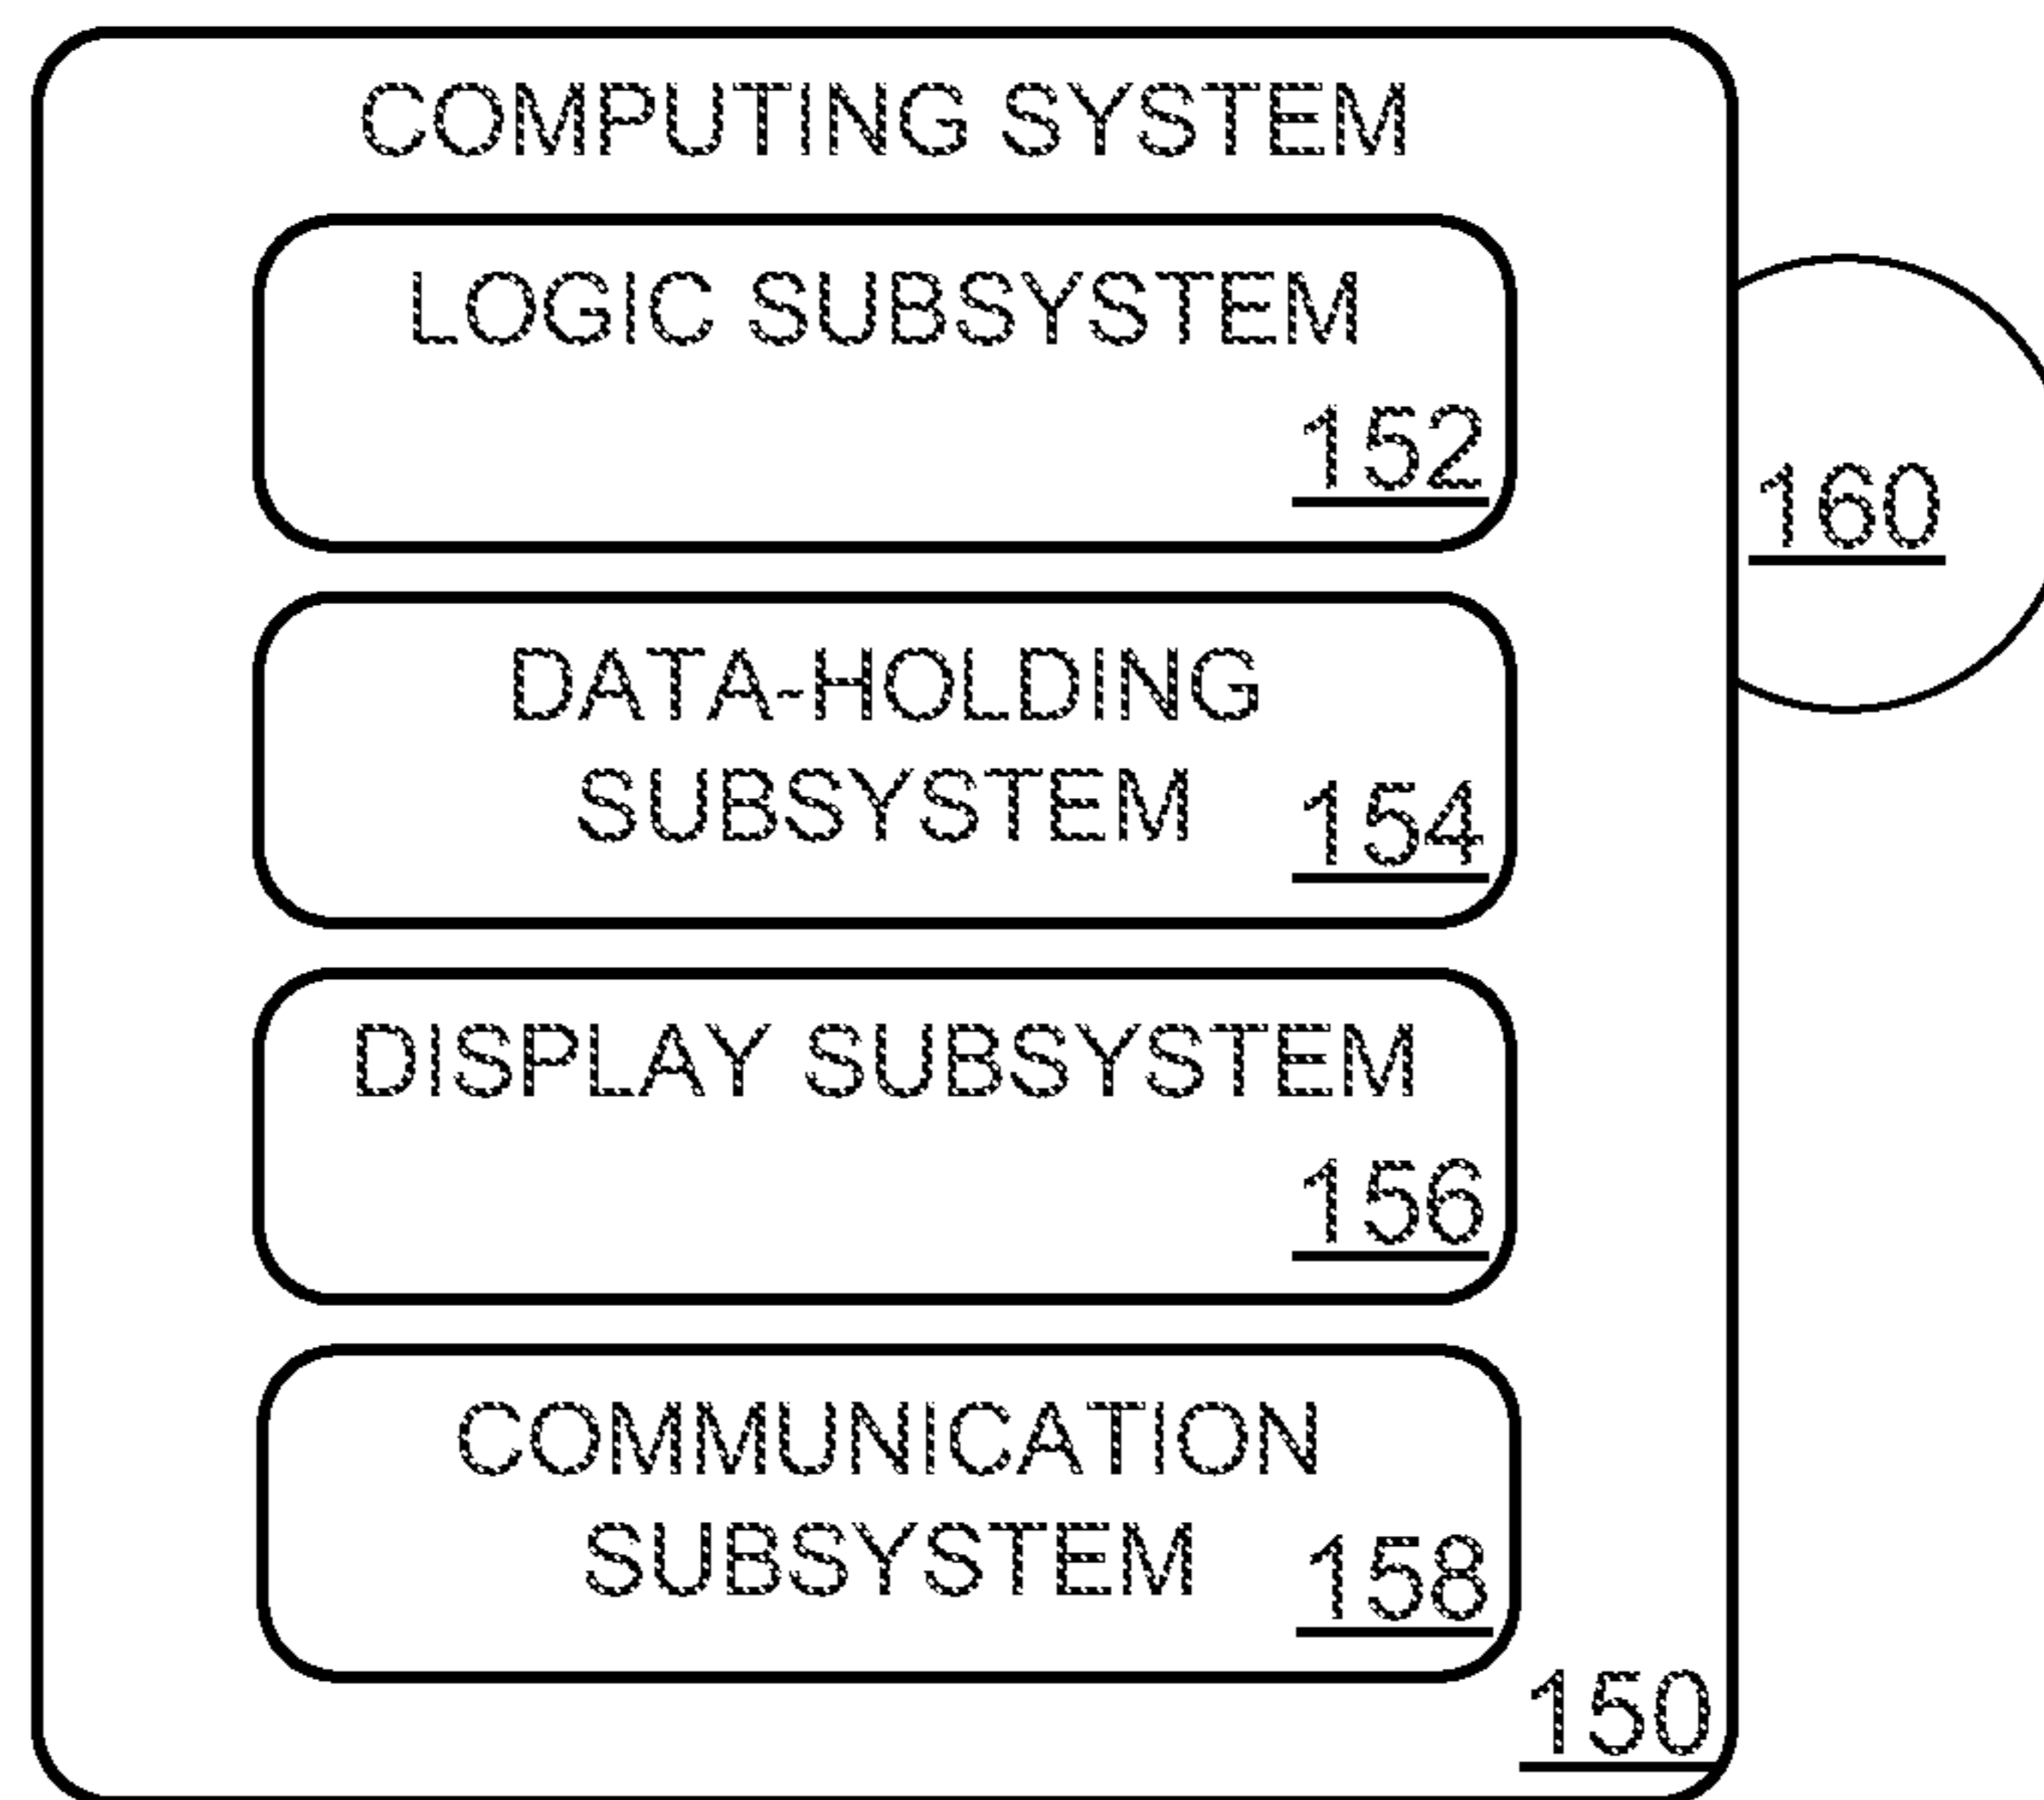 COMPUTING SYSTEM
LOGIC SUBSYSTEM
152
160
DATA-HOLDING
SUBSYSTEM 154
DISPLAY SUBSYSTEM
156
COMMUNICATION
SUBSYSTEM 158
150